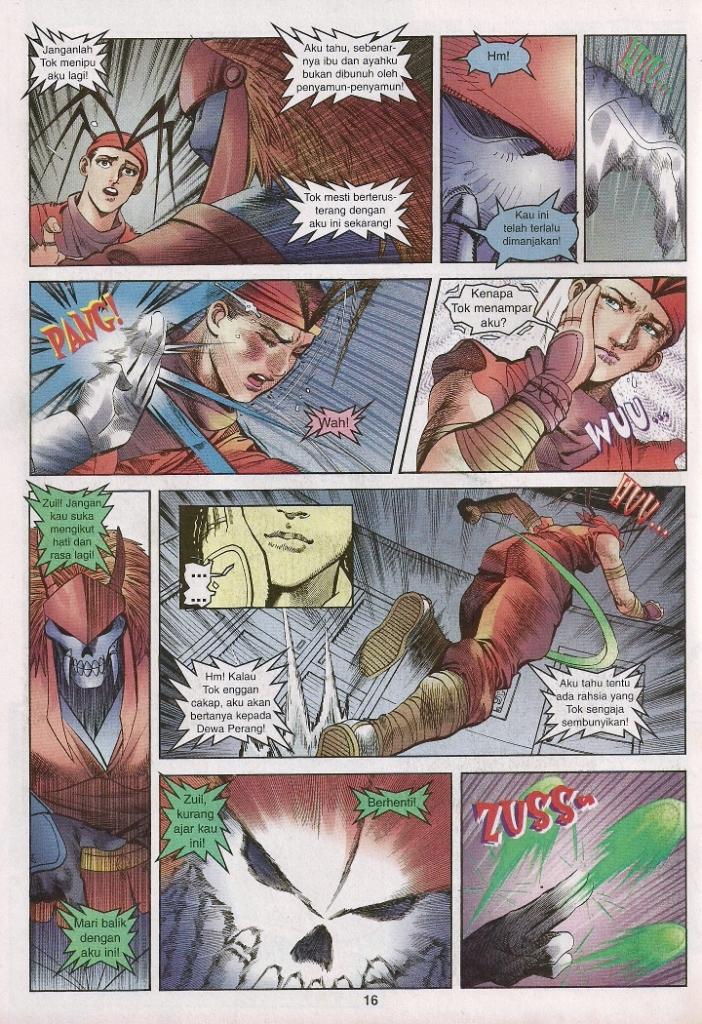 Janganlah
Tok menipu
aku lagi!
Aku tahu, sebenar-
nya ibu dan ayahku
bukan dibunuh oleh
penyamun-penyamun!
Tok mesti berterus-
terang dengan
aku ini sekarang!
Hm!
Kau ini
telah terlalu
dimanjakan!
HUU...
PANG!
Wah!
Kenapa
Tok menampar
aku?
WUU...
Zuil! Jangan
kau suka
mengikut
hati dan
rasa lagi!
Mari balik
dengan
aku ini!
......
HUU...
Hm! Kalau
Tok enggan
cakap, aku akan
bertanya kepada
Dewa Perang!
Aku tahu tentu
ada rahsia yang
Tok sengaja
sembunyikan!
Zuil,
kurang
ajar kau
ini!
Berhenti!
ZUSS...
16